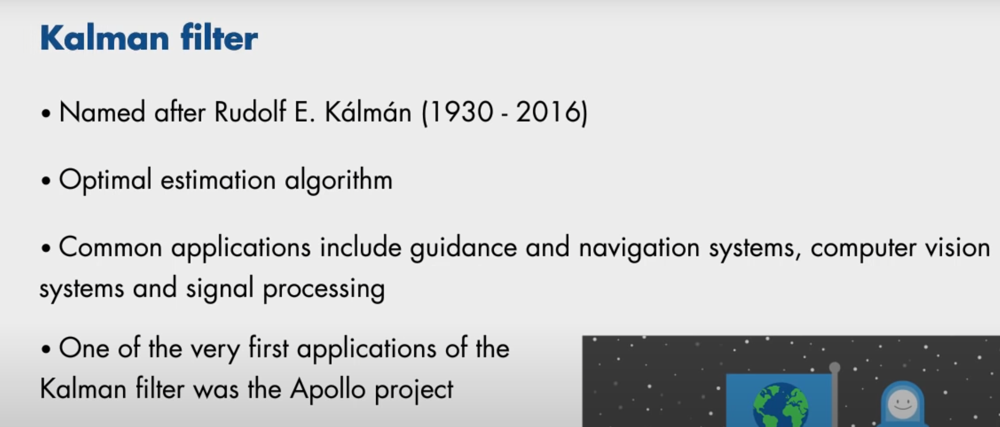 Kalman filter
• Named after Rudolf E. Kálmán (1930 - 2016)
• Optimal estimation algorithm
• Common applications include guidance and navigation systems, computer vision
systems and signal processing
• One of the very first applications of the
Kalman filter was the Apollo project